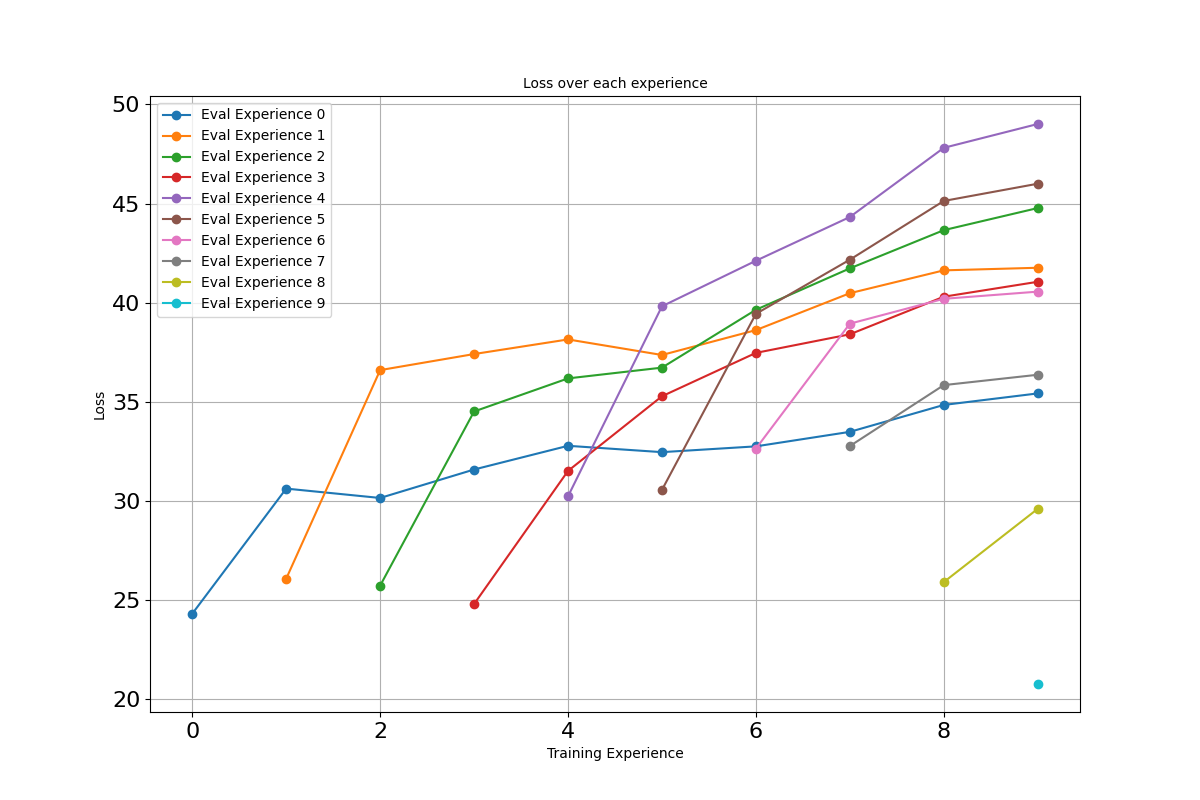 Loss over each experience
50
45
40
35
30
25
20
Loss
Eval Experience 0
Eval Experience 1
Eval Experience 2
Eval Experience 3
Eval Experience 4
Eval Experience 5
Eval Experience 6
Eval Experience 7
Eval Experience 8
Eval Experience 9
0 2 4 6 8
Training Experience